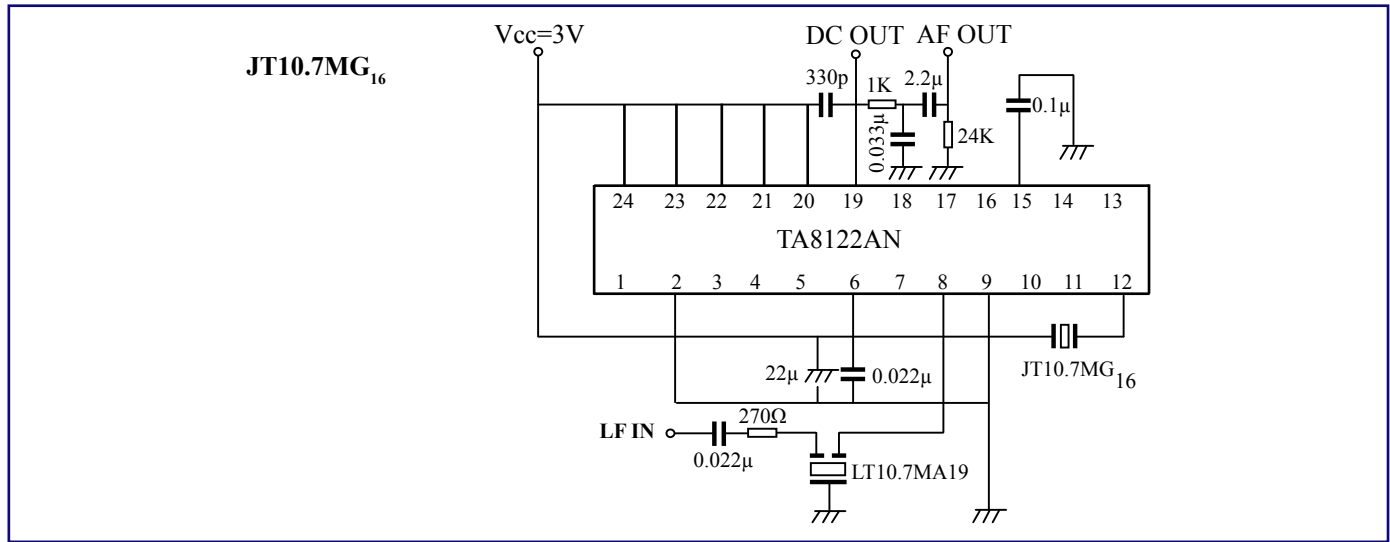 Vcc=3V
DC OUT
AF OUT
JT10.7MG16
330p
1K
2.2μ
0.033μ
24K
0.1μ
24 23 22 21 20 19 18 17 16 15 14 13
TA8122AN
1 2 3 4 5 6 7 8 9 10 11 12
22μ
0.022μ
JT10.7MG16
270Ω
LF IN
0.022μ
LT10.7MA19